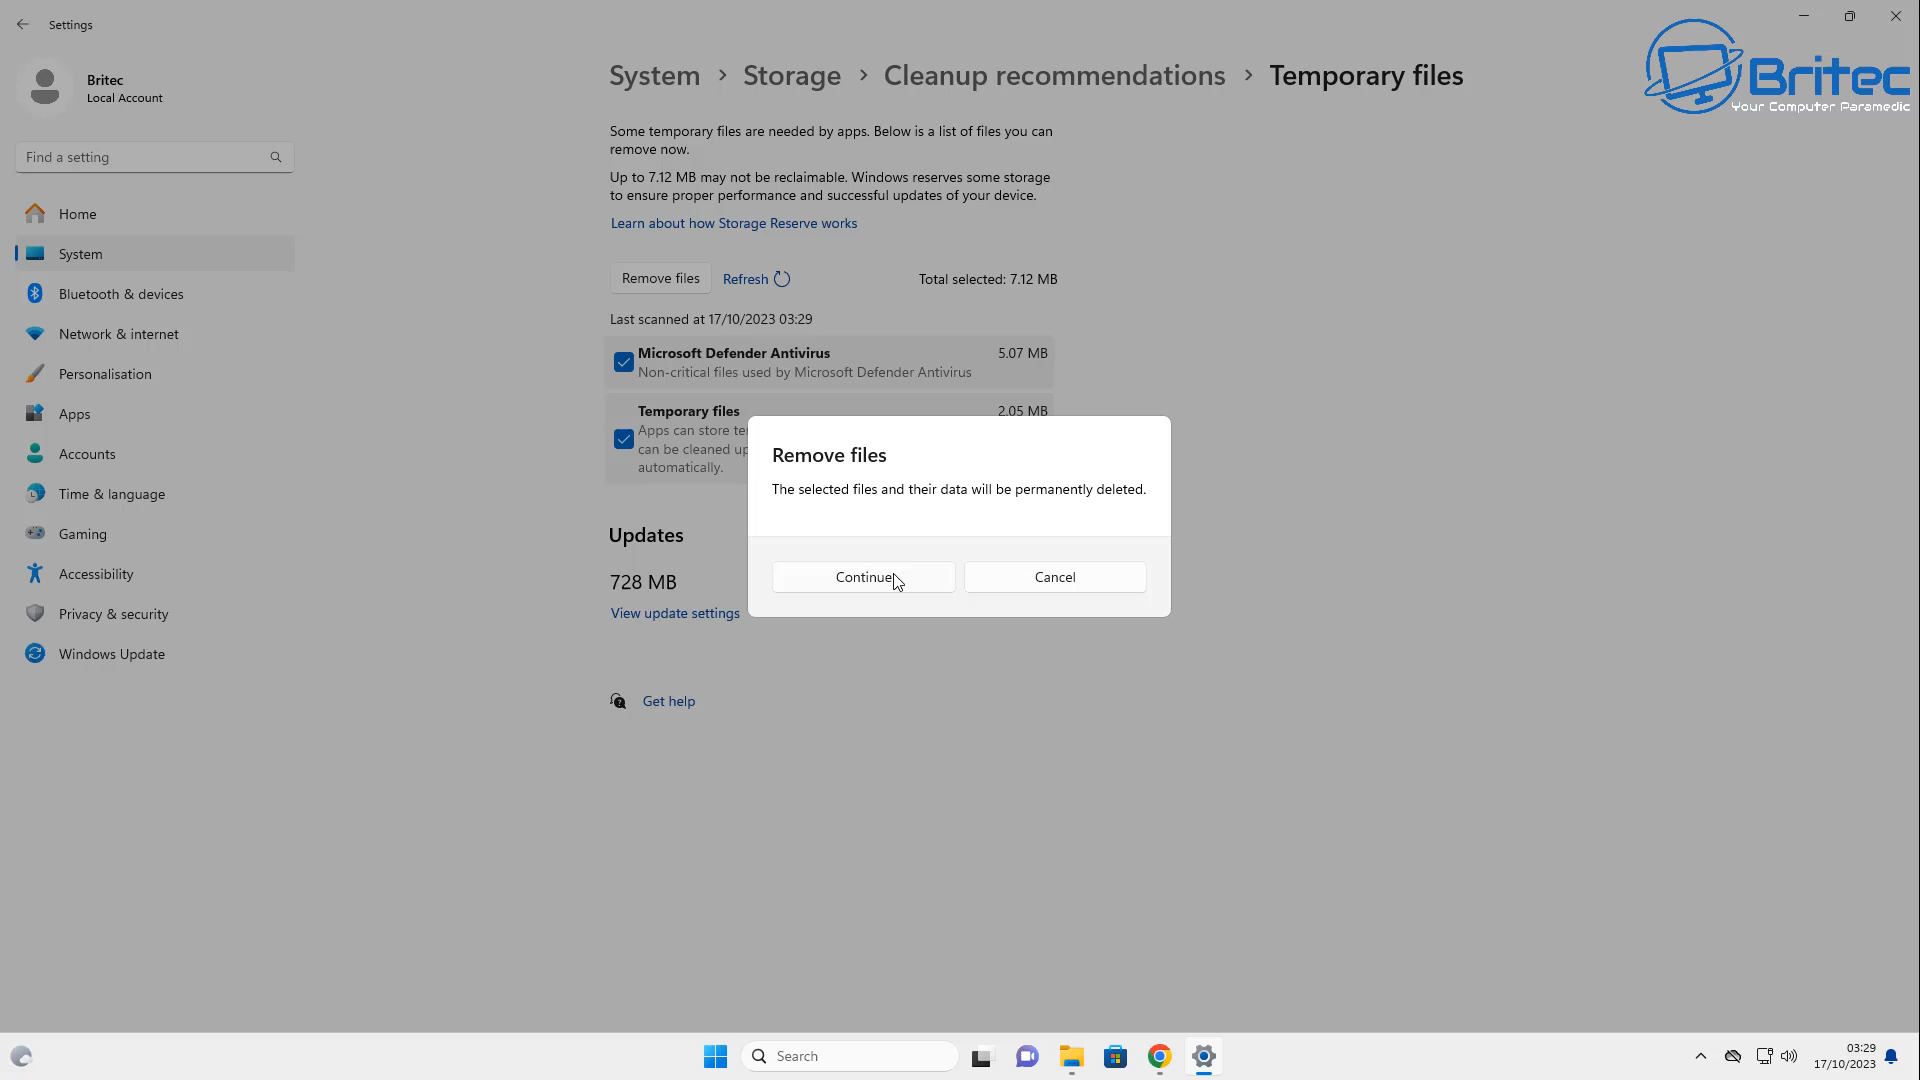 Settings
Britec
Local Account
Find a setting
Home
System
Bluetooth & devices
Network & internet
Personalisation
Apps
Accounts
Time & language
Gaming
Accessibility
Privacy & security
Windows Update
System > Storage > Cleanup recommendations > Temporary files
Britec
Your Computer Paramedic
Some temporary files are needed by apps. Below is a list of files you can
remove now.
Up to 7.12 MB may not be reclaimable. Windows reserves some storage
to ensure proper performance and successful updates of your device.
Learn about how Storage Reserve works
Remove files Refresh Total selected: 7.12 MB
Last scanned at 17/10/2023 03:29
Microsoft Defender Antivirus 5.07 MB
Non-critical files used by Microsoft Defender Antivirus
Temporary files 2.05 MB
Apps can store
can be cleaned
automatically.
Remove files
The selected files and their data will be permanently deleted.
Continue Cancel
Updates
728 MB
View update settings
Get help
Search
03:29
17/10/2023